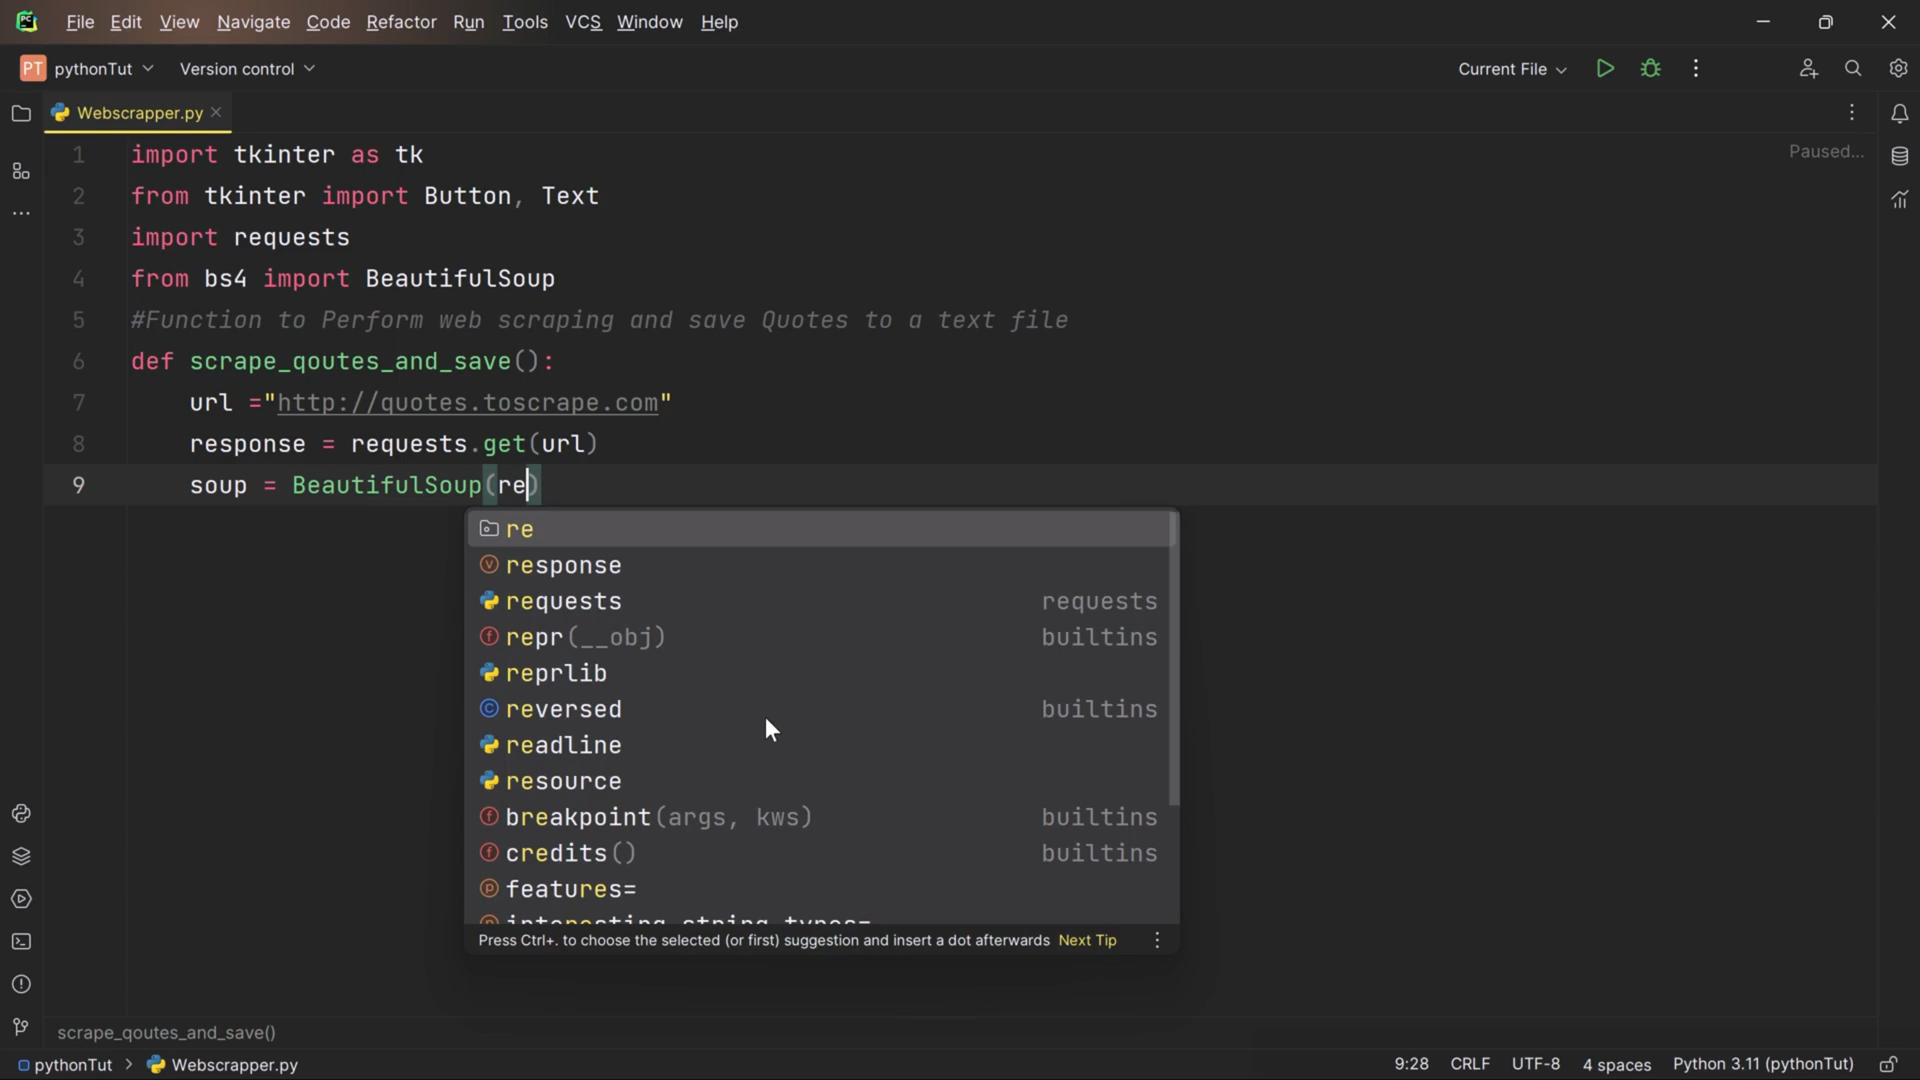 PC
File Edit View Navigate Code Refactor Run Tools VCS Window Help
PT pythonTut Version control Current File
Webscrapper.py
Paused...
1 import tkinter as tk
2 from tkinter import Button, Text
3 import requests
4 from bs4 import BeautifulSoup
5 #Function to Perform web scraping and save Quotes to a text file
6 def scrape_qoutes_and_save():
7 url ="http://quotes.toscrape.com"
8 response = requests.get(url)
9 soup = BeautifulSoup(re)
re
response
requests requests
repr(__obj) builtins
reprlib
reversed builtins
readline
resource
breakpoint(args, kws) builtins
credits() builtins
features=
interesting_string_types=
Press Ctrl+. to choose the selected (or first) suggestion and insert a dot afterwards Next Tip
scrape_qoutes_and_save()
pythonTut > Webscrapper.py 9:28 CRLF UTF-8 4 spaces Python 3.11 (pythonTut)